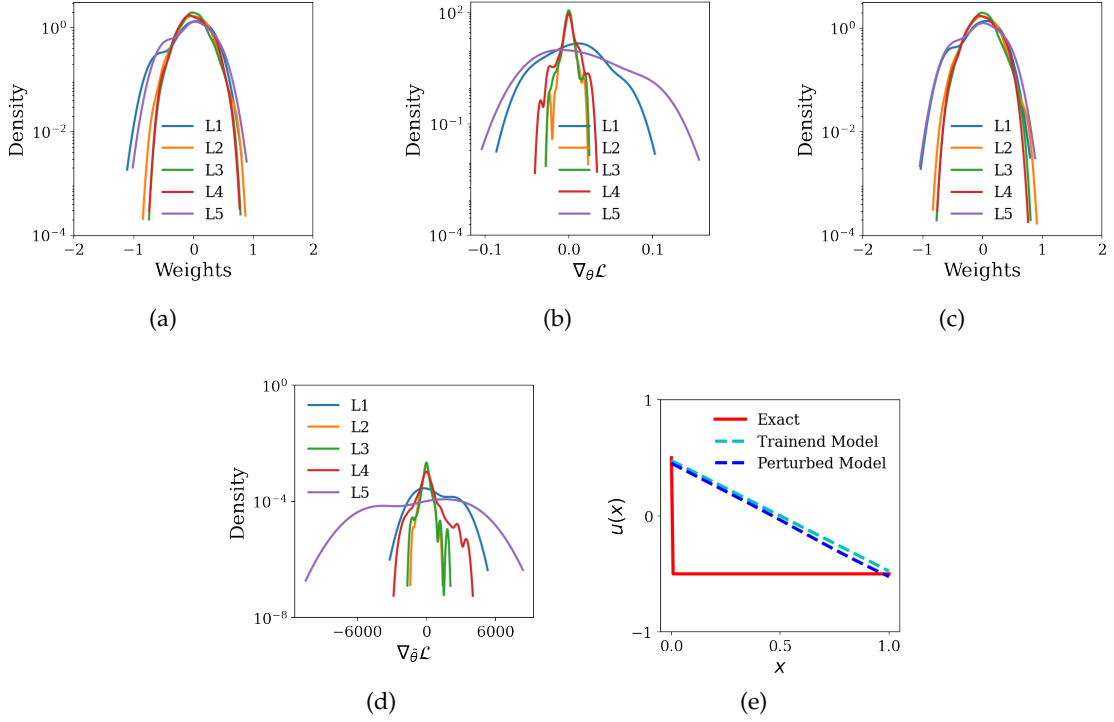 10^0
10^−2
10^−4
Density
−2 −1 0 1 2
Weights
L1
L2
L3
L4
L5
(a)
10^2
10^−1
10^−4
Density
−0.1 0.0 0.1
∇_θ ℒ
L1
L2
L3
L4
L5
(b)
10^0
10^−2
10^−4
Density
−2 −1 0 1 2
Weights
L1
L2
L3
L4
L5
(c)
10^0
10^−4
10^−8
Density
−6000 0 6000
∇_θ̃ ℒ
L1
L2
L3
L4
L5
(d)
1
0
−1
u(x)
0.0 0.5 1.0
x
Exact
Trainend Model
Perturbed Model
(e)